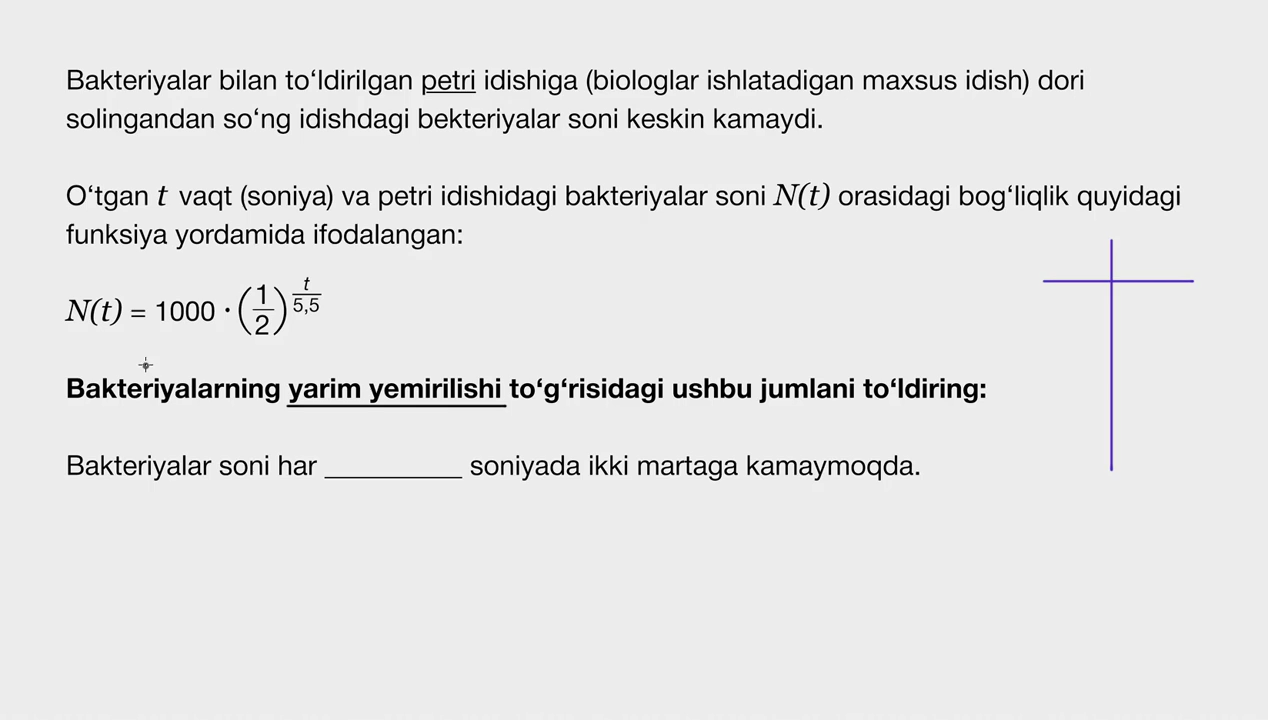 Bakteriyalar bilan to‘ldirilgan petri idishiga (biologlar ishlatadigan maxsus idish) dori
solingandan so‘ng idishdagi bekteriyalar soni keskin kamaydi.
O‘tgan t vaqt (soniya) va petri idishidagi bakteriyalar soni N(t) orasidagi bog‘liqlik quyidagi
funksiya yordamida ifodalangan:
N(t) = 1000 · (1/2)^(t/5,5)
Bakteriyalarning yarim yemirilishi to‘g‘risidagi ushbu jumlani to‘ldiring:
Bakteriyalar soni har _________ soniyada ikki martaga kamaymoqda.